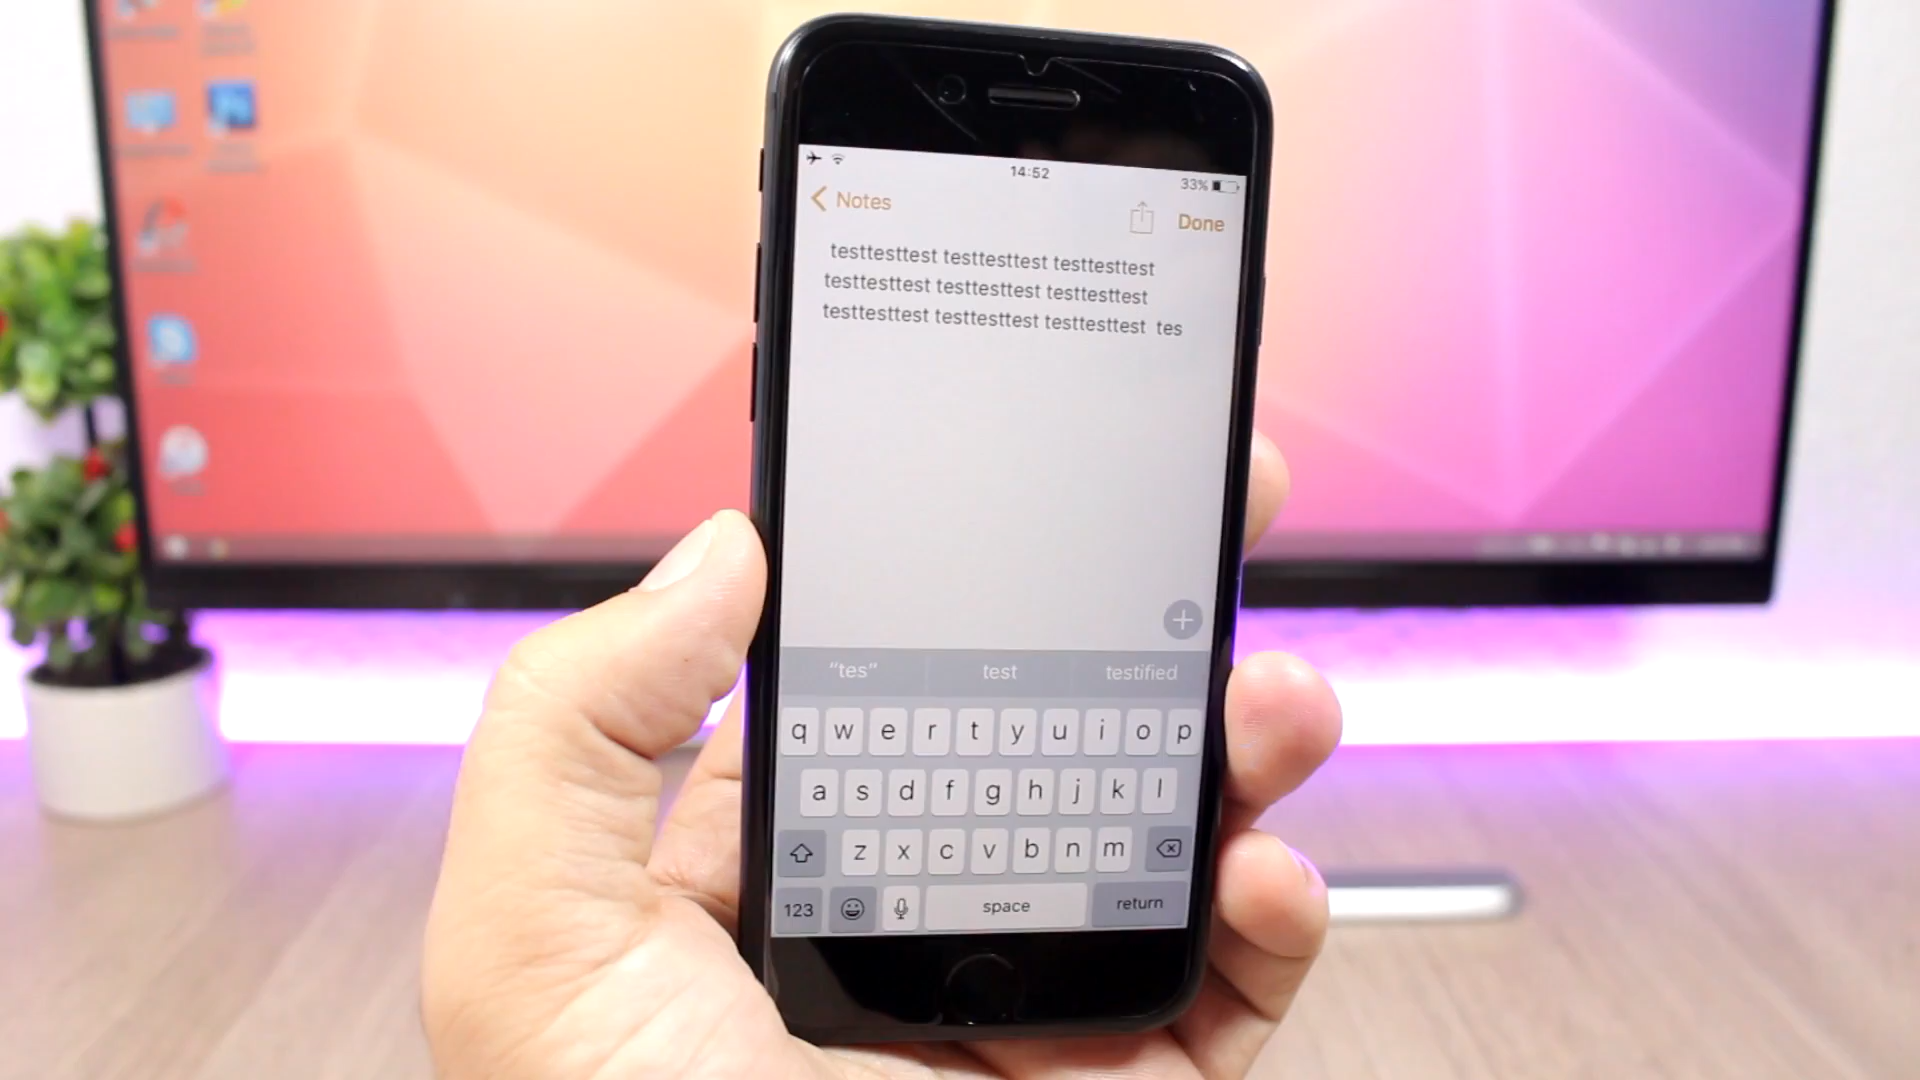 14:52
33%
Notes
Done
testtesttest testtesttest testtesttest
testtesttest testtesttest testtesttest
testtesttest testtesttest testtesttest tes
“tes” test testified
q w e r t y u i o p
a s d f g h j k l
z x c v b n m
123 space return